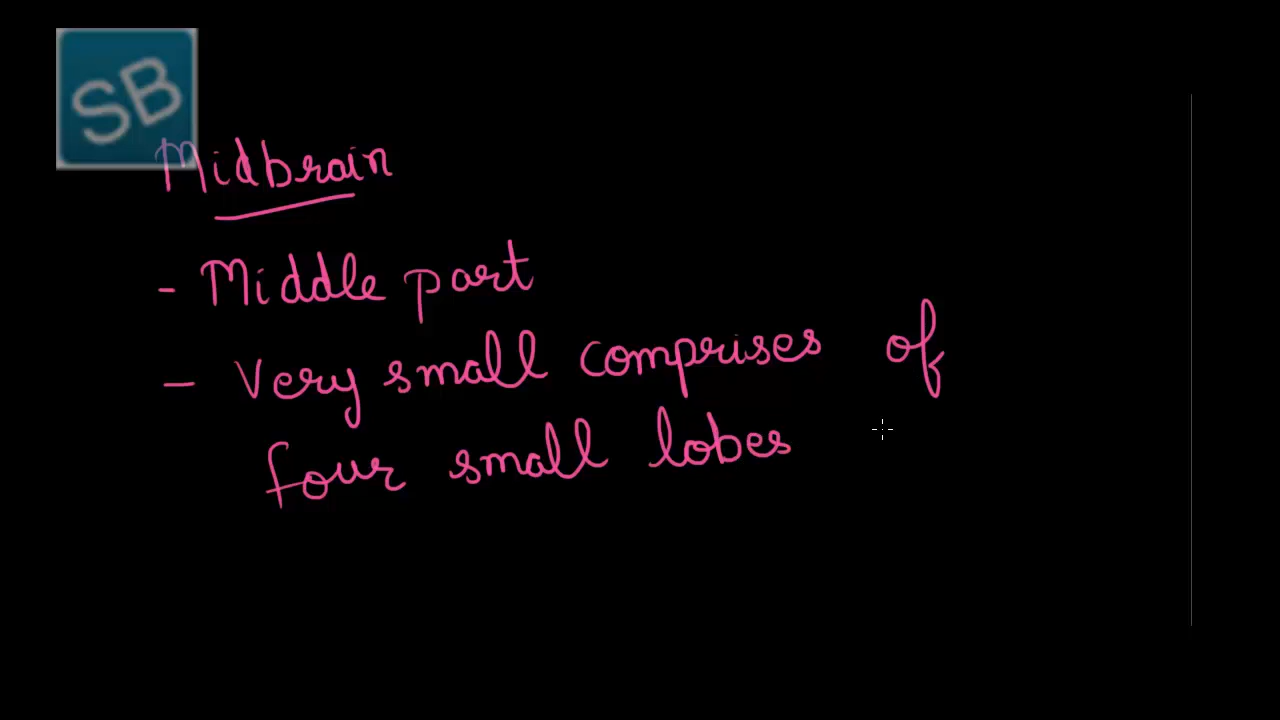 SB
Midbrain
- Middle part
- Very small comprises of
four small lobes